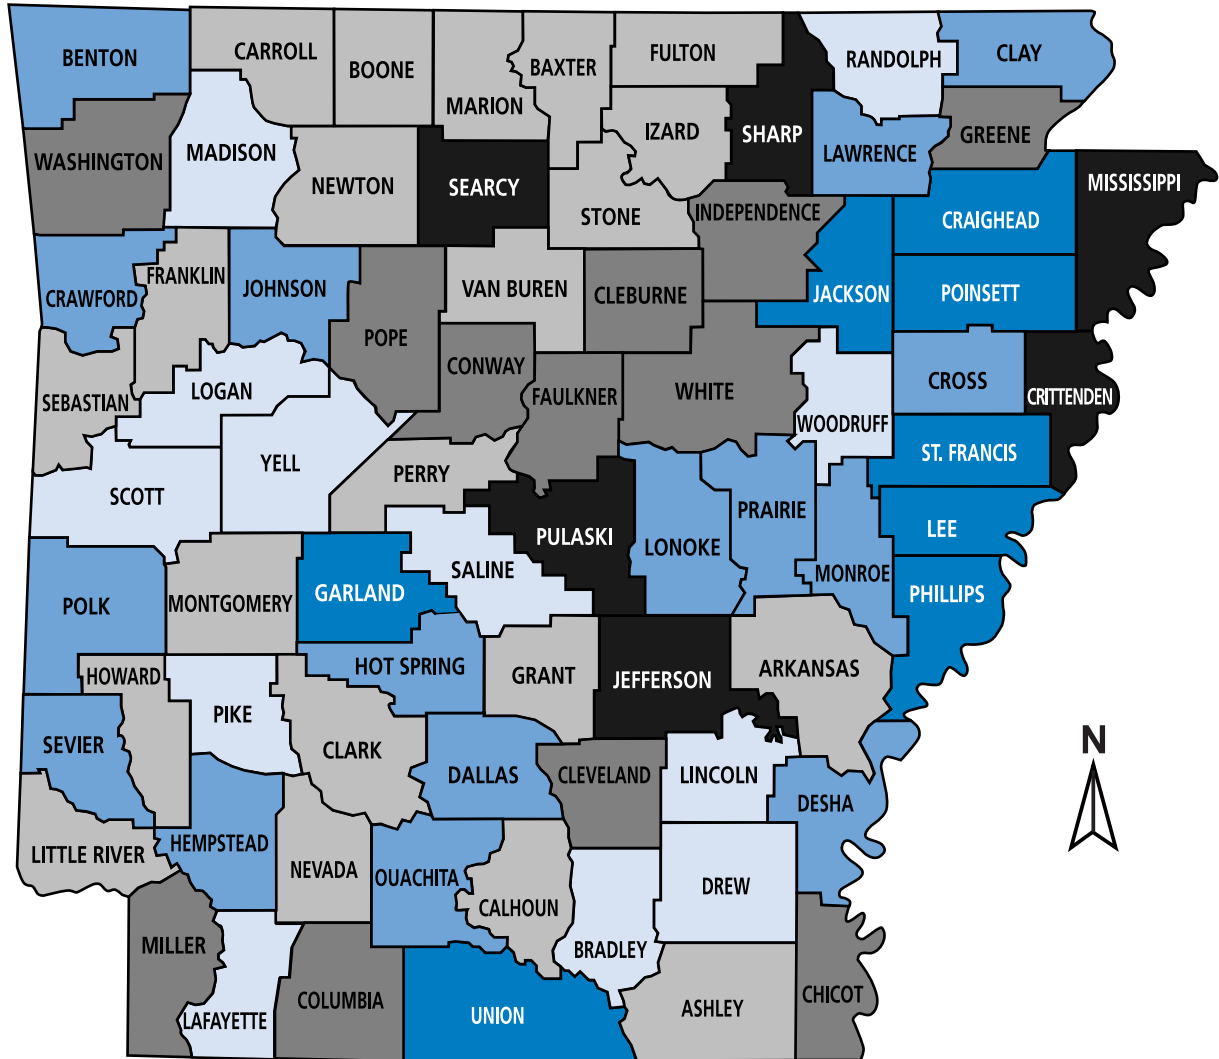 BENTON
CARROLL
BOONE
MARION
BAXTER
FULTON
RANDOLPH
CLAY
WASHINGTON
MADISON
NEWTON
SEARCY
IZARD
SHARP
LAWRENCE
GREENE
STONE
INDEPENDENCE
CRAIGHEAD
MISSISSIPPI
CRAWFORD
FRANKLIN
JOHNSON
POPE
VAN BUREN
CLEBURNE
JACKSON
POINSETT
SEBASTIAN
LOGAN
CONWAY
FAULKNER
WHITE
WOODRUFF
CROSS
CRITTENDEN
SCOTT
YELL
PERRY
PULASKI
LONOKE
PRAIRIE
ST. FRANCIS
LEE
POLK
MONTGOMERY
GARLAND
SALINE
MONROE
PHILLIPS
HOWARD
PIKE
HOT SPRING
GRANT
JEFFERSON
ARKANSAS
SEVIER
CLARK
DALLAS
CLEVELAND
LINCOLN
DESHA
N
LITTLE RIVER
HEMPSTEAD
NEVADA
OUACHITA
CALHOUN
DREW
MILLER
LAFAYETTE
COLUMBIA
UNION
BRADLEY
ASHLEY
CHICOT